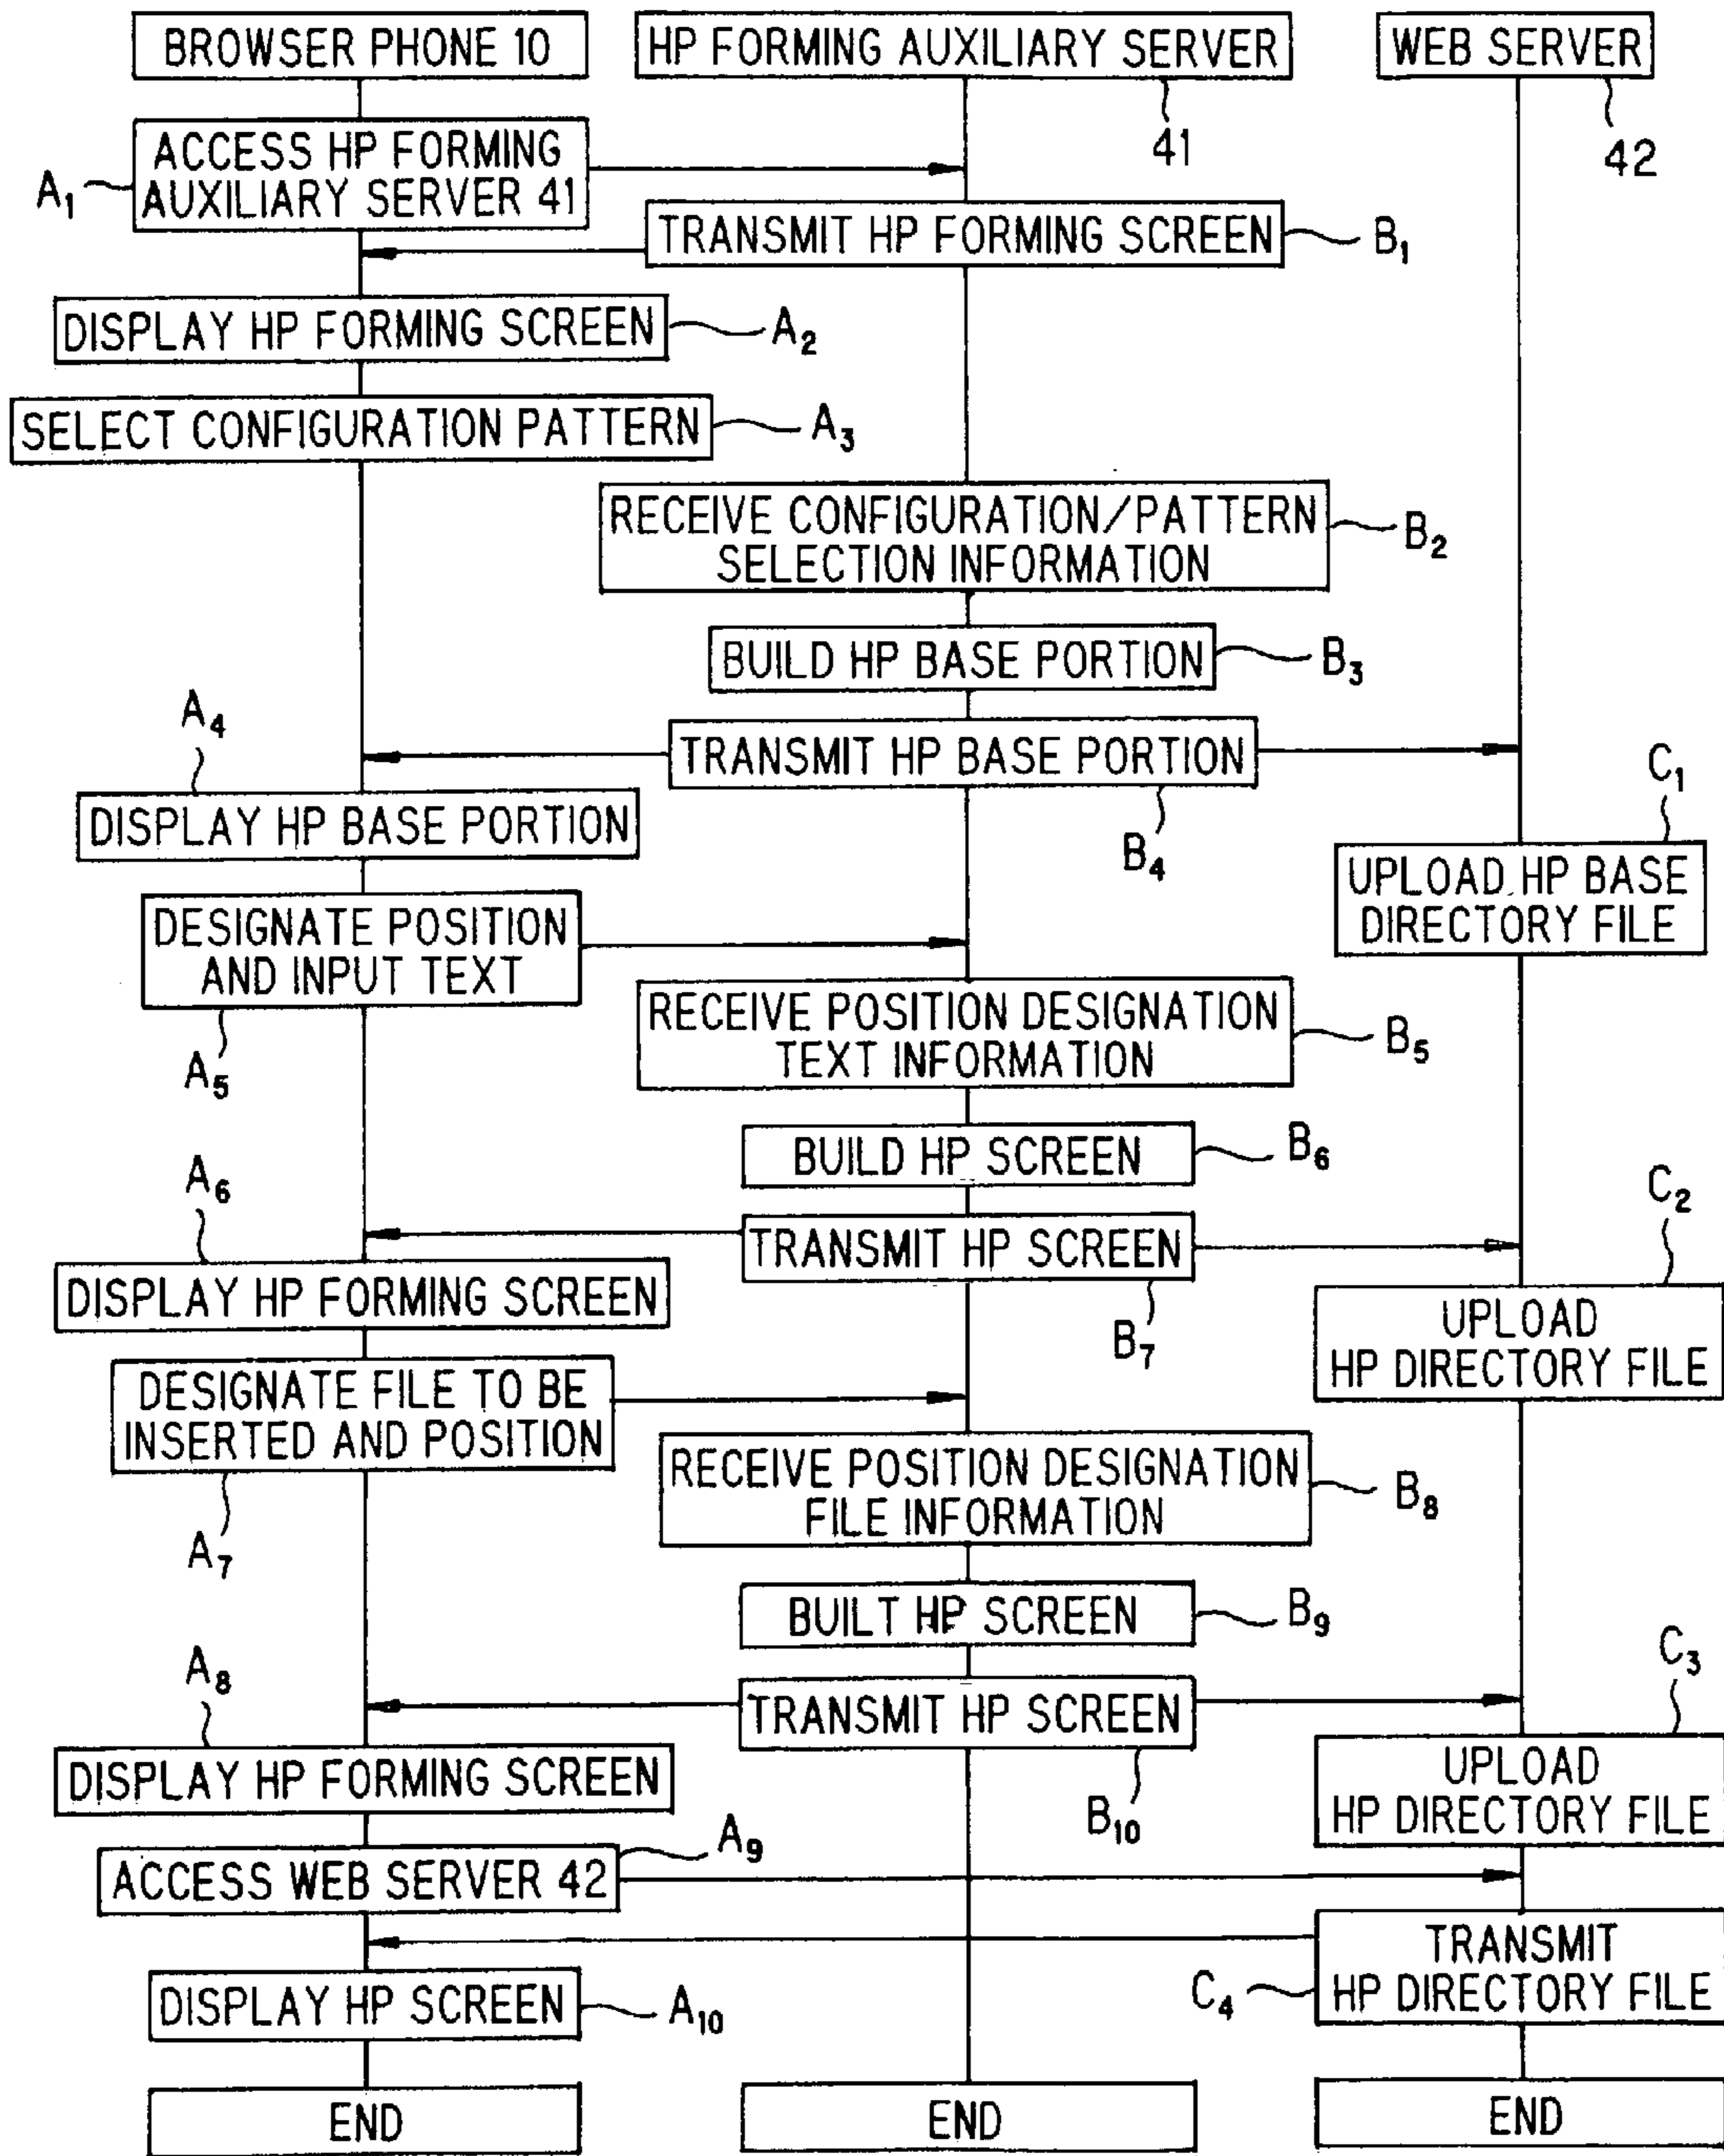 BROWSER PHONE 10
HP FORMING AUXILIARY SERVER
WEB SERVER
41
42
ACCESS HP FORMING
AUXILIARY SERVER 41
A1
TRANSMIT HP FORMING SCREEN
B1
DISPLAY HP FORMING SCREEN
A2
SELECT CONFIGURATION PATTERN
A3
RECEIVE CONFIGURATION/PATTERN
SELECTION INFORMATION
B2
BUILD HP BASE PORTION
B3
A4
TRANSMIT HP BASE PORTION
B4
C1
DISPLAY HP BASE PORTION
UPLOAD HP BASE
DIRECTORY FILE
DESIGNATE POSITION
AND INPUT TEXT
A5
RECEIVE POSITION DESIGNATION
TEXT INFORMATION
B5
BUILD HP SCREEN
B6
A6
C2
TRANSMIT HP SCREEN
B7
DISPLAY HP FORMING SCREEN
UPLOAD
HP DIRECTORY FILE
DESIGNATE FILE TO BE
INSERTED AND POSITION
A7
RECEIVE POSITION DESIGNATION
FILE INFORMATION
B8
BUILT HP SCREEN
B9
A8
C3
TRANSMIT HP SCREEN
B10
DISPLAY HP FORMING SCREEN
UPLOAD
HP DIRECTORY FILE
ACCESS WEB SERVER 42
A9
TRANSMIT
HP DIRECTORY FILE
C4
DISPLAY HP SCREEN
A10
END
END
END